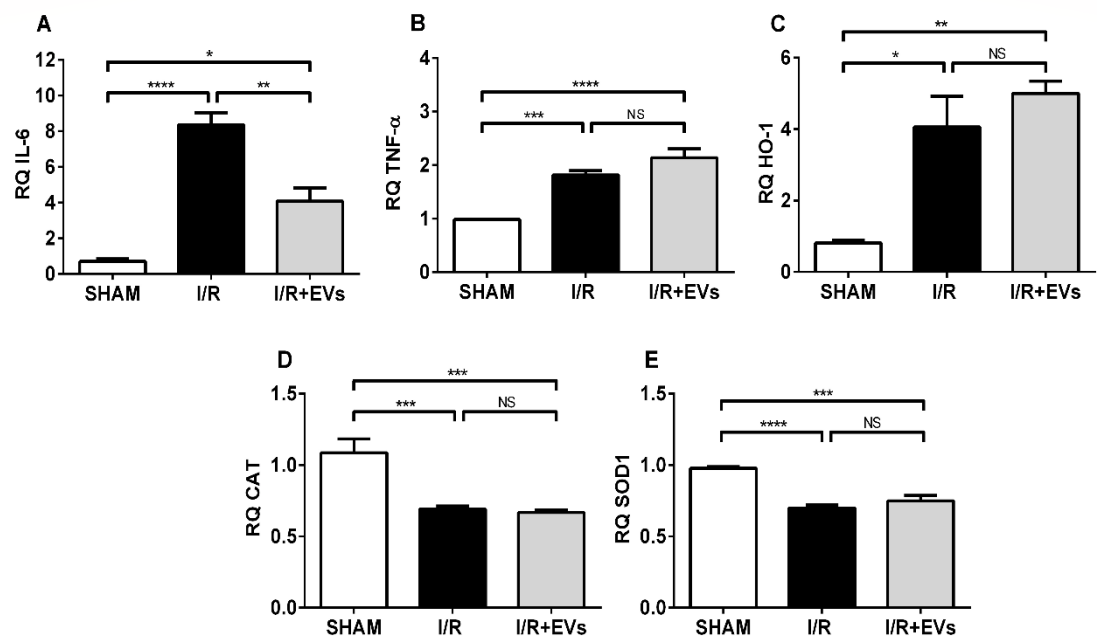 A
RQ IL-6
12
10
8
6
4
2
0
*
****
**
SHAM I/R I/R+EVs
B
RQ TNF-α
4
3
2
1
0
****
***
NS
SHAM I/R I/R+EVs
C
RQ HO-1
6
4
2
0
**
*
NS
SHAM I/R I/R+EVs
D
RQ CAT
1.5
1.0
0.5
0.0
***
***
NS
SHAM I/R I/R+EVs
E
RQ SOD1
1.5
1.0
0.5
0.0
***
****
NS
SHAM I/R I/R+EVs